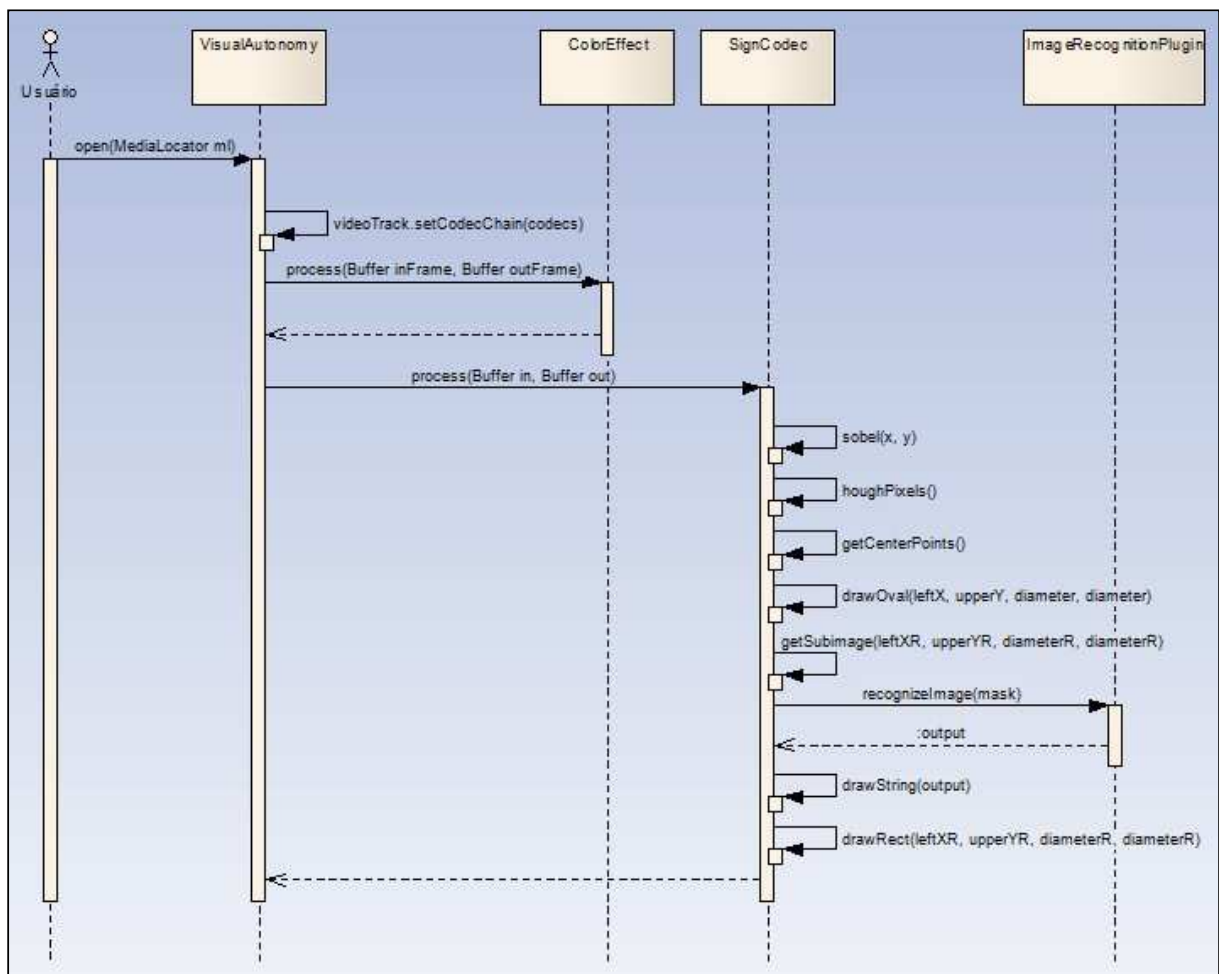 Usuário
VisualAutonomy
ColorEffect
SignCodec
ImageRecognitionPlugin
open(MediaLocator ml)
videoTrack.setCodecChain(codecs)
process(Buffer inFrame, Buffer outFrame)
process(Buffer in, Buffer out)
sobel(x, y)
houghPixels()
getCenterPoints()
drawOval(leftX, upperY, diameter, diameter)
getSubimage(leftXR, upperYR, diameterR, diameterR)
recognizeImage(mask)
:output
drawString(output)
drawRect(leftXR, upperYR, diameterR, diameterR)